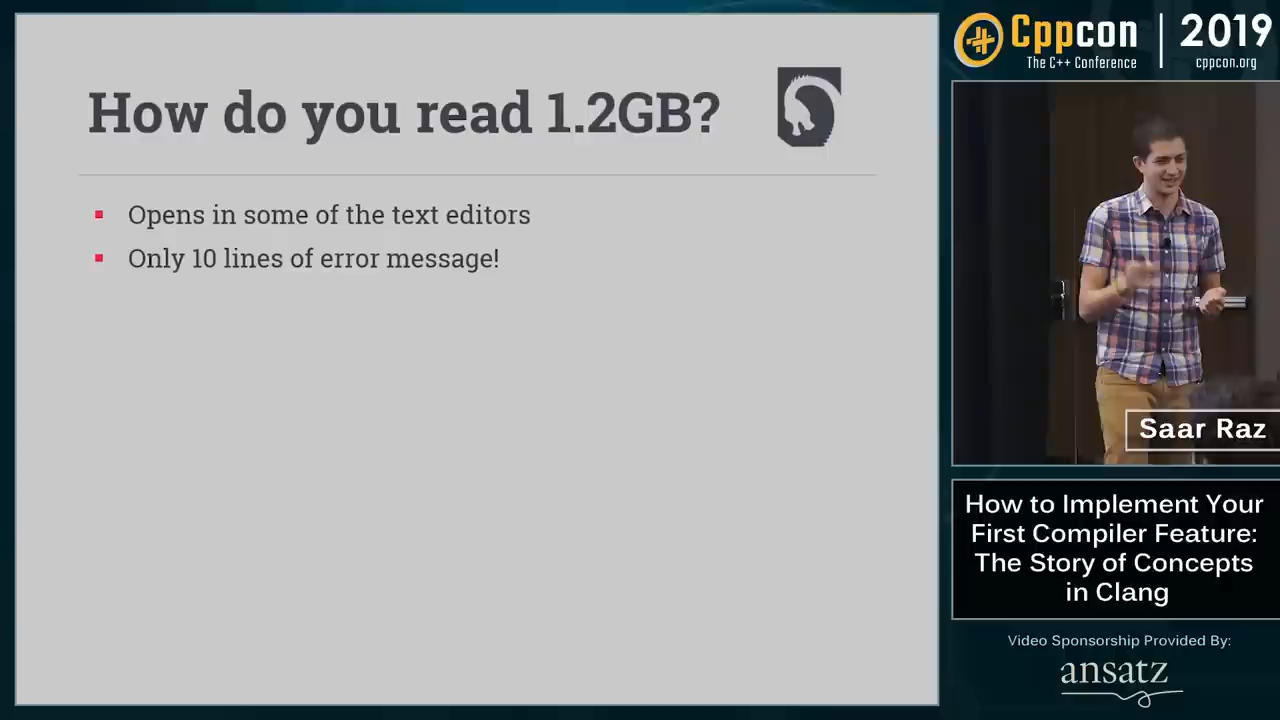 How do you read 1.2GB?
Opens in some of the text editors
Only 10 lines of error message!
Cppcon | 2019
The C++ Conference
cppcon.org
Saar Raz
How to Implement Your
First Compiler Feature:
The Story of Concepts
in Clang
Video Sponsorship Provided By:
ansatz